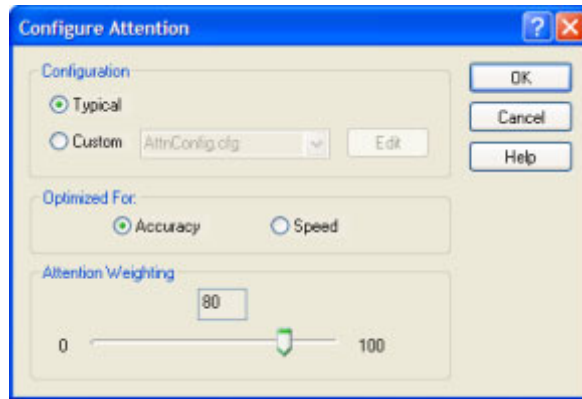 Configure Attention
Configuration
Typical
Custom AttnConfig.cfg Edit
OK
Cancel
Help
Optimized For:
Accuracy Speed
Attention Weighting
80
0 100